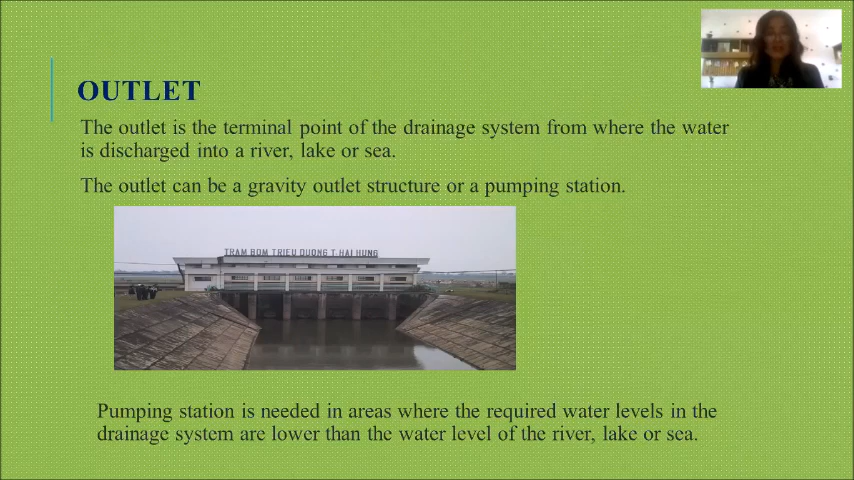 OUTLET
The outlet is the terminal point of the drainage system from where the water
is discharged into a river, lake or sea.
The outlet can be a gravity outlet structure or a pumping station.
TRAM BOM TRIEU DUONG T HAI HUNG
Pumping station is needed in areas where the required water levels in the
drainage system are lower than the water level of the river, lake or sea.